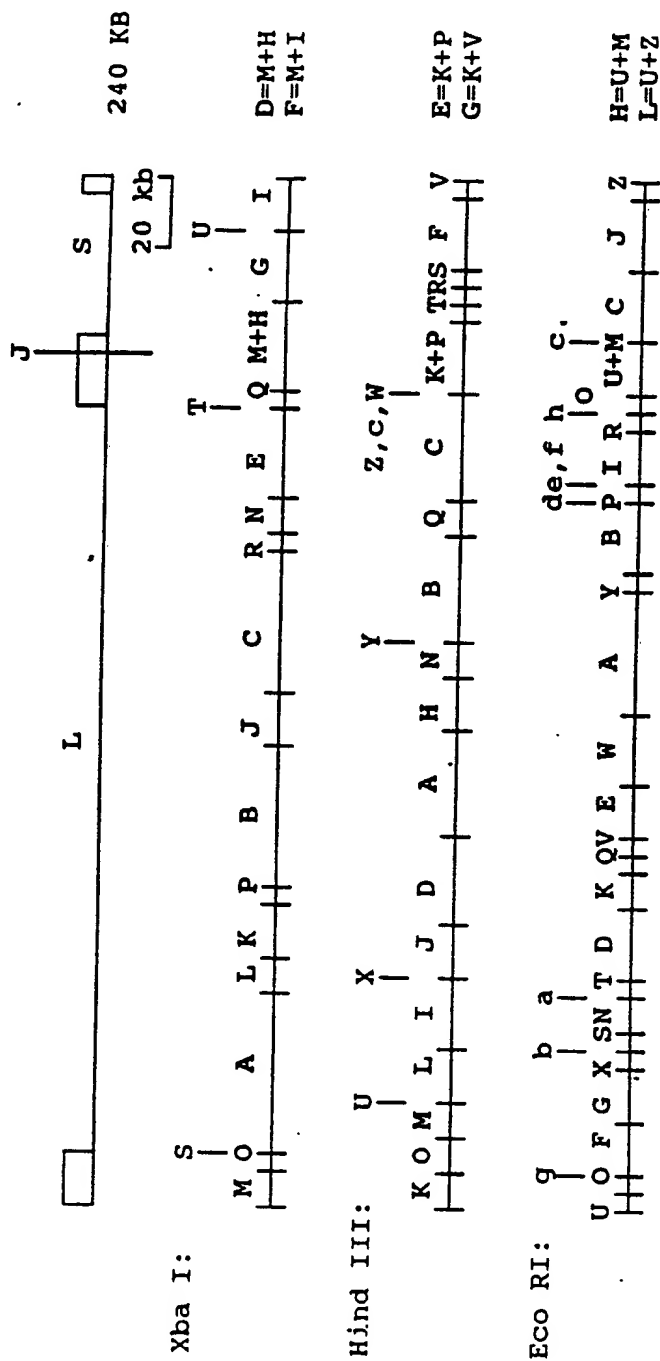 J
L S
240 KB
20 kb
S T U
Xba I: M O A L K P B J C R N E Q M+H G I D=M+H
F=M+I
U X Y Z,c,W
Hind III: K O M L I J D A H N B Q C K+P TRS F V E=K+P
G=K+V
g b a de,f h c.
Eco RI: U O F G X SN T D K QV E W A Y B P I R O U+M C J Z H=U+M
L=U+Z